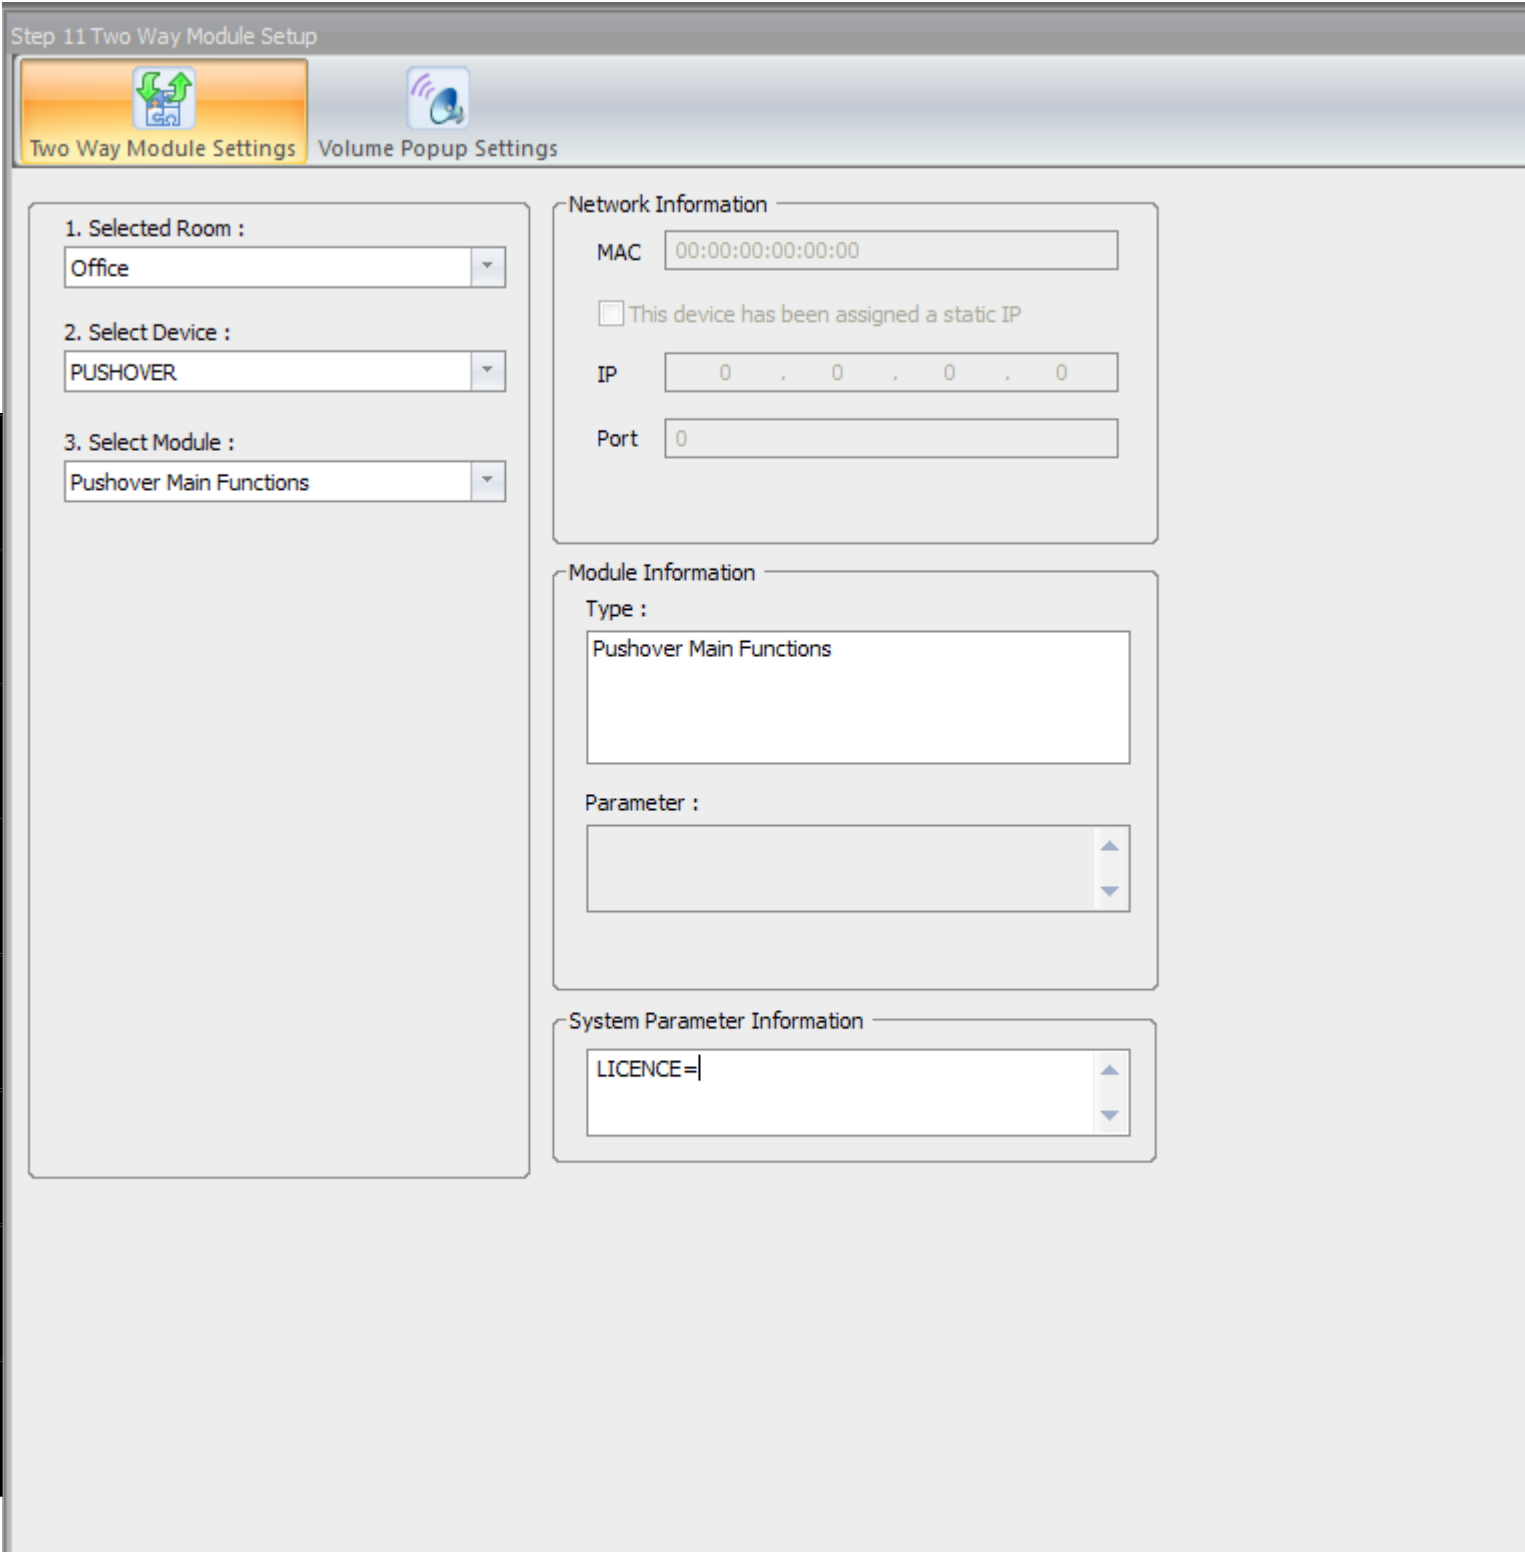 Step 11 Two Way Module Setup
Two Way Module Settings
Volume Popup Settings
1. Selected Room :
Office
2. Select Device :
PUSHOVER
3. Select Module :
Pushover Main Functions
Network Information
MAC 00:00:00:00:00:00
This device has been assigned a static IP
IP 0 . 0 . 0 . 0
Port 0
Module Information
Type :
Pushover Main Functions
Parameter :
System Parameter Information
LICENCE=